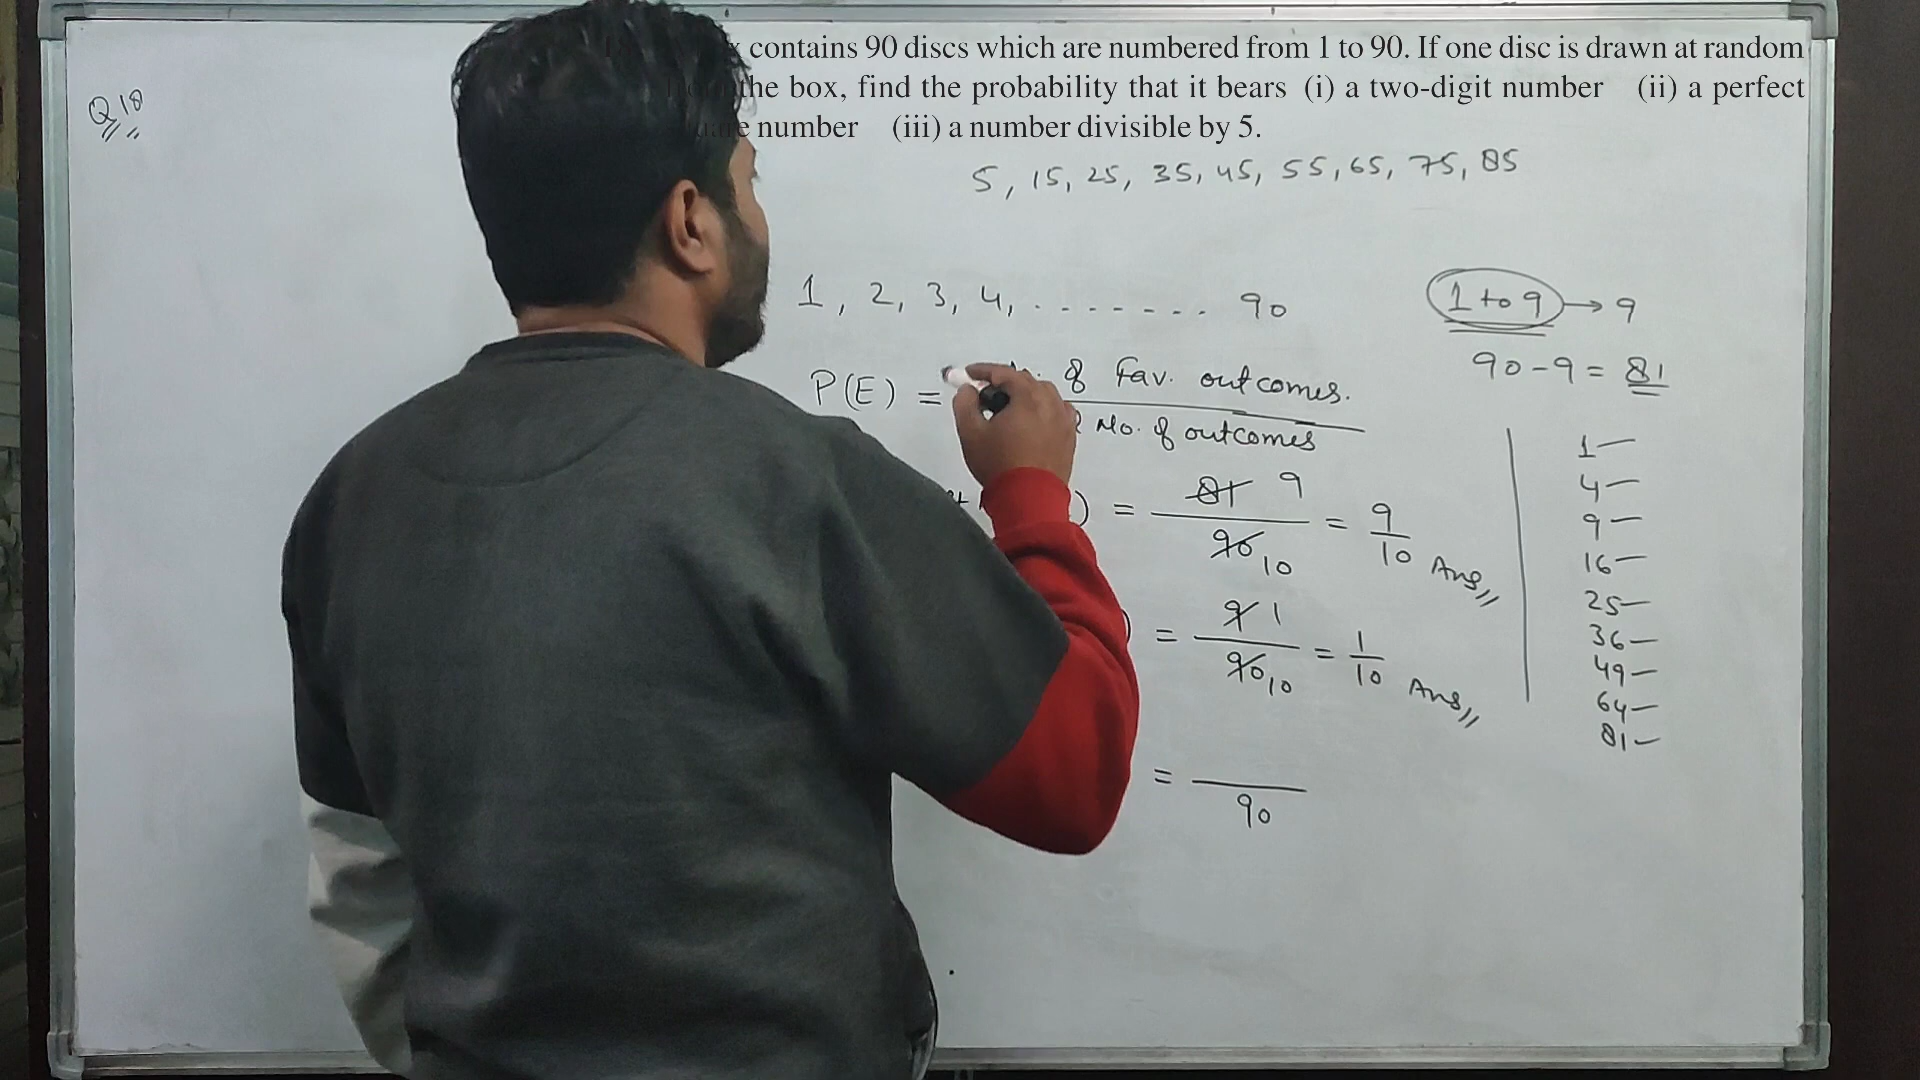 contains 90 discs which are numbered from 1 to 90. If one disc is drawn at random
the box, find the probability that it bears (i) a two-digit number (ii) a perfect
number (iii) a number divisible by 5.
Q 18
5, 15, 25, 35, 45, 55, 65, 75, 85
1, 2, 3, 4, . . . . . . . 90
1 to 9 → 9
90 - 9 = 81
P(E) = of Fav. outcomes.
No. of outcomes
) = 81 9 / 90 10 = 9/10 Ans,,
) = 9 1 / 90 10 = 1/10 Ans,,
= / 90
1 —
4 —
9 —
16 —
25 —
36 —
49 —
64 —
81 —